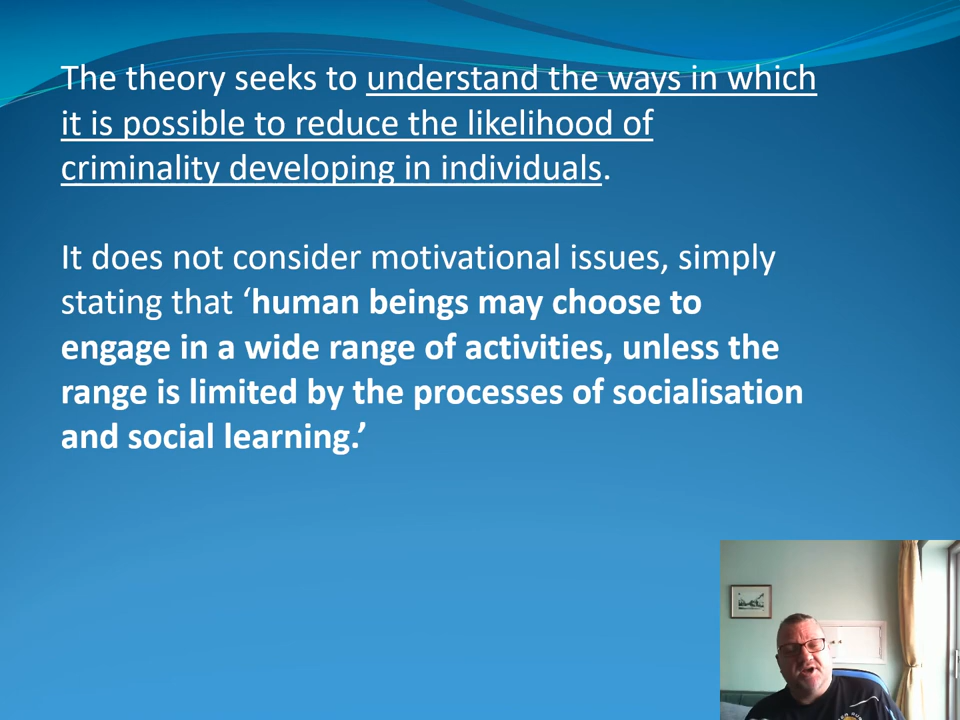 The theory seeks to understand the ways in which
it is possible to reduce the likelihood of
criminality developing in individuals.
It does not consider motivational issues, simply
stating that ‘human beings may choose to
engage in a wide range of activities, unless the
range is limited by the processes of socialisation
and social learning.’